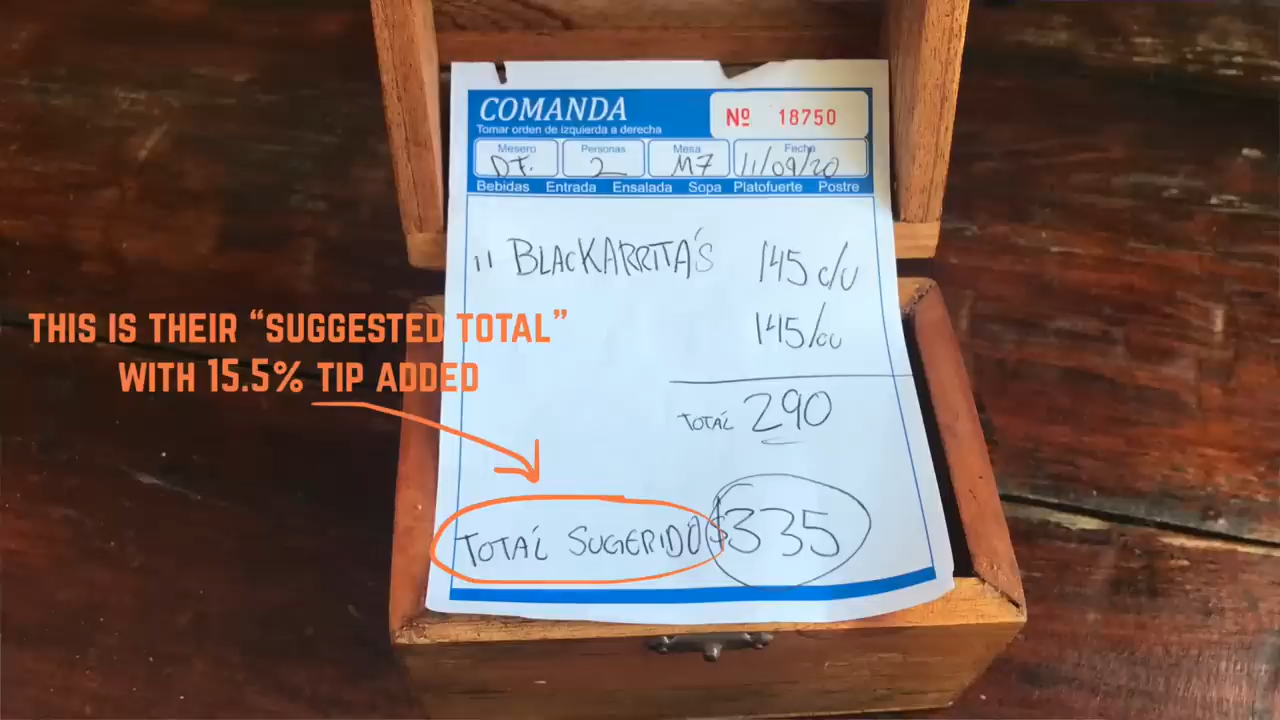 COMANDA
Nº 18750
Tomar orden de izquierda a derecha
Mesero Personas Mesa Fecha
DT. 2 M7 11/09/20
Bebidas Entrada Ensalada Sopa Platofuerte Postre
11 BLACKARRITA'S 145 c/u
145/cu
THIS IS THEIR “SUGGESTED TOTAL”
WITH 15.5% TIP ADDED
TOTAL 290
TOTAL SUGERIDO $335